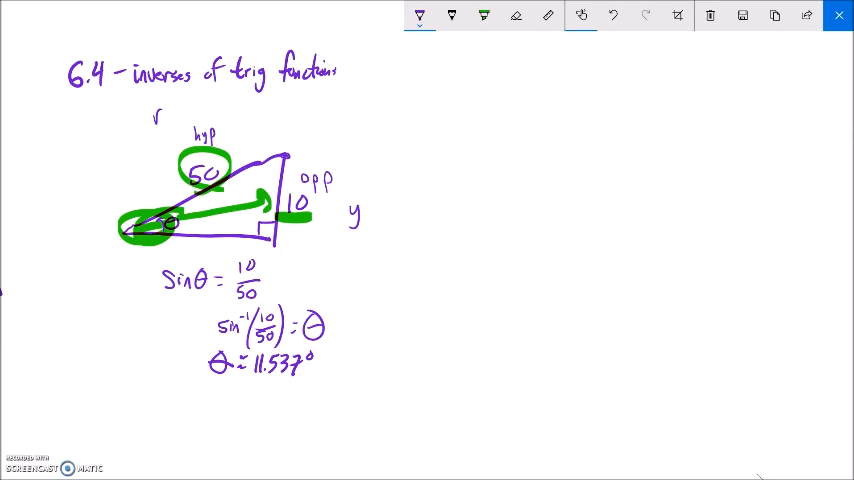 6.4 - inverses of trig functions
r
hyp
50
opp
10
y
θ
sinθ = 10/50
sin⁻¹(10/50) = θ
θ ≈ 11.537°
RECORDED WITH
SCREENCAST MATIC